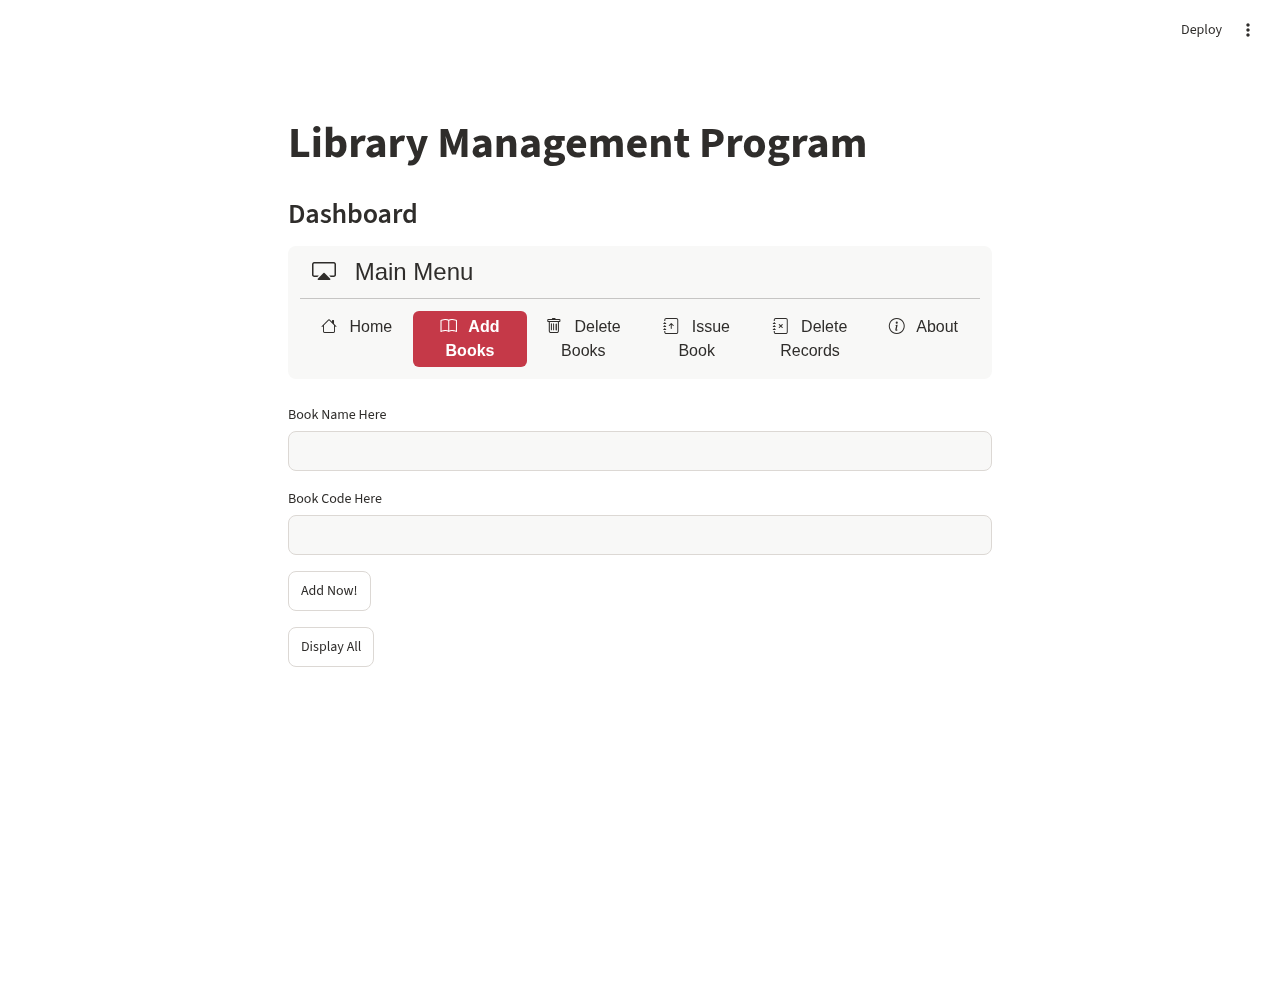 Deploy
Library Management Program
Dashboard
Main Menu
Home
Add
Books
Delete
Books
Issue
Book
Delete
Records
About
Book Name Here
Book Code Here
Add Now!
Display All